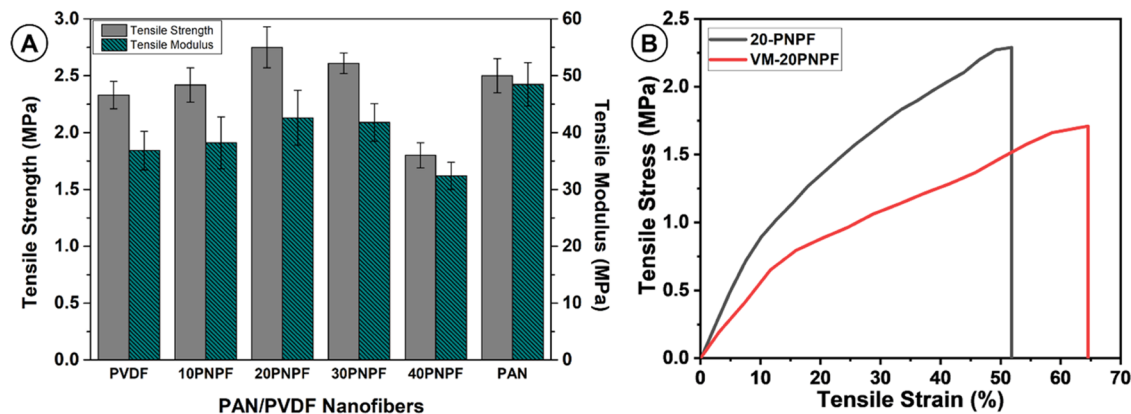 A
Tensile Strength
Tensile Modulus
Tensile Strength (MPa)
3.0
2.5
2.0
1.5
1.0
0.5
0.0
60
50
40
30
20
10
0
Tensile Modulus (MPa)
PVDF 10PNPF 20PNPF 30PNPF 40PNPF PAN
PAN/PVDF Nanofibers
B
20-PNPF
VM-20PNPF
Tensile Stress (MPa)
2.5
2.0
1.5
1.0
0.5
0.0
0 10 20 30 40 50 60 70
Tensile Strain (%)